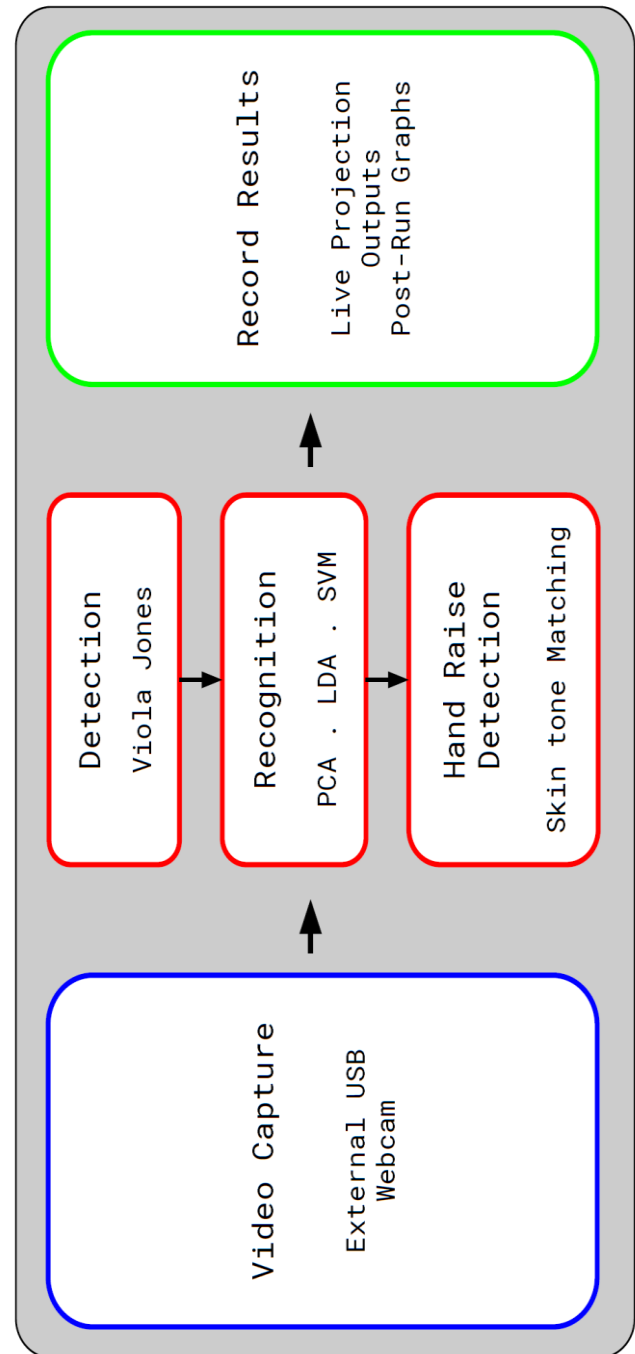 Video Capture
External USB
Webcam
Detection
Viola Jones
Recognition
PCA . LDA . SVM
Hand Raise
Detection
Skin tone Matching
Record Results
Live Projection
Outputs
Post-Run Graphs